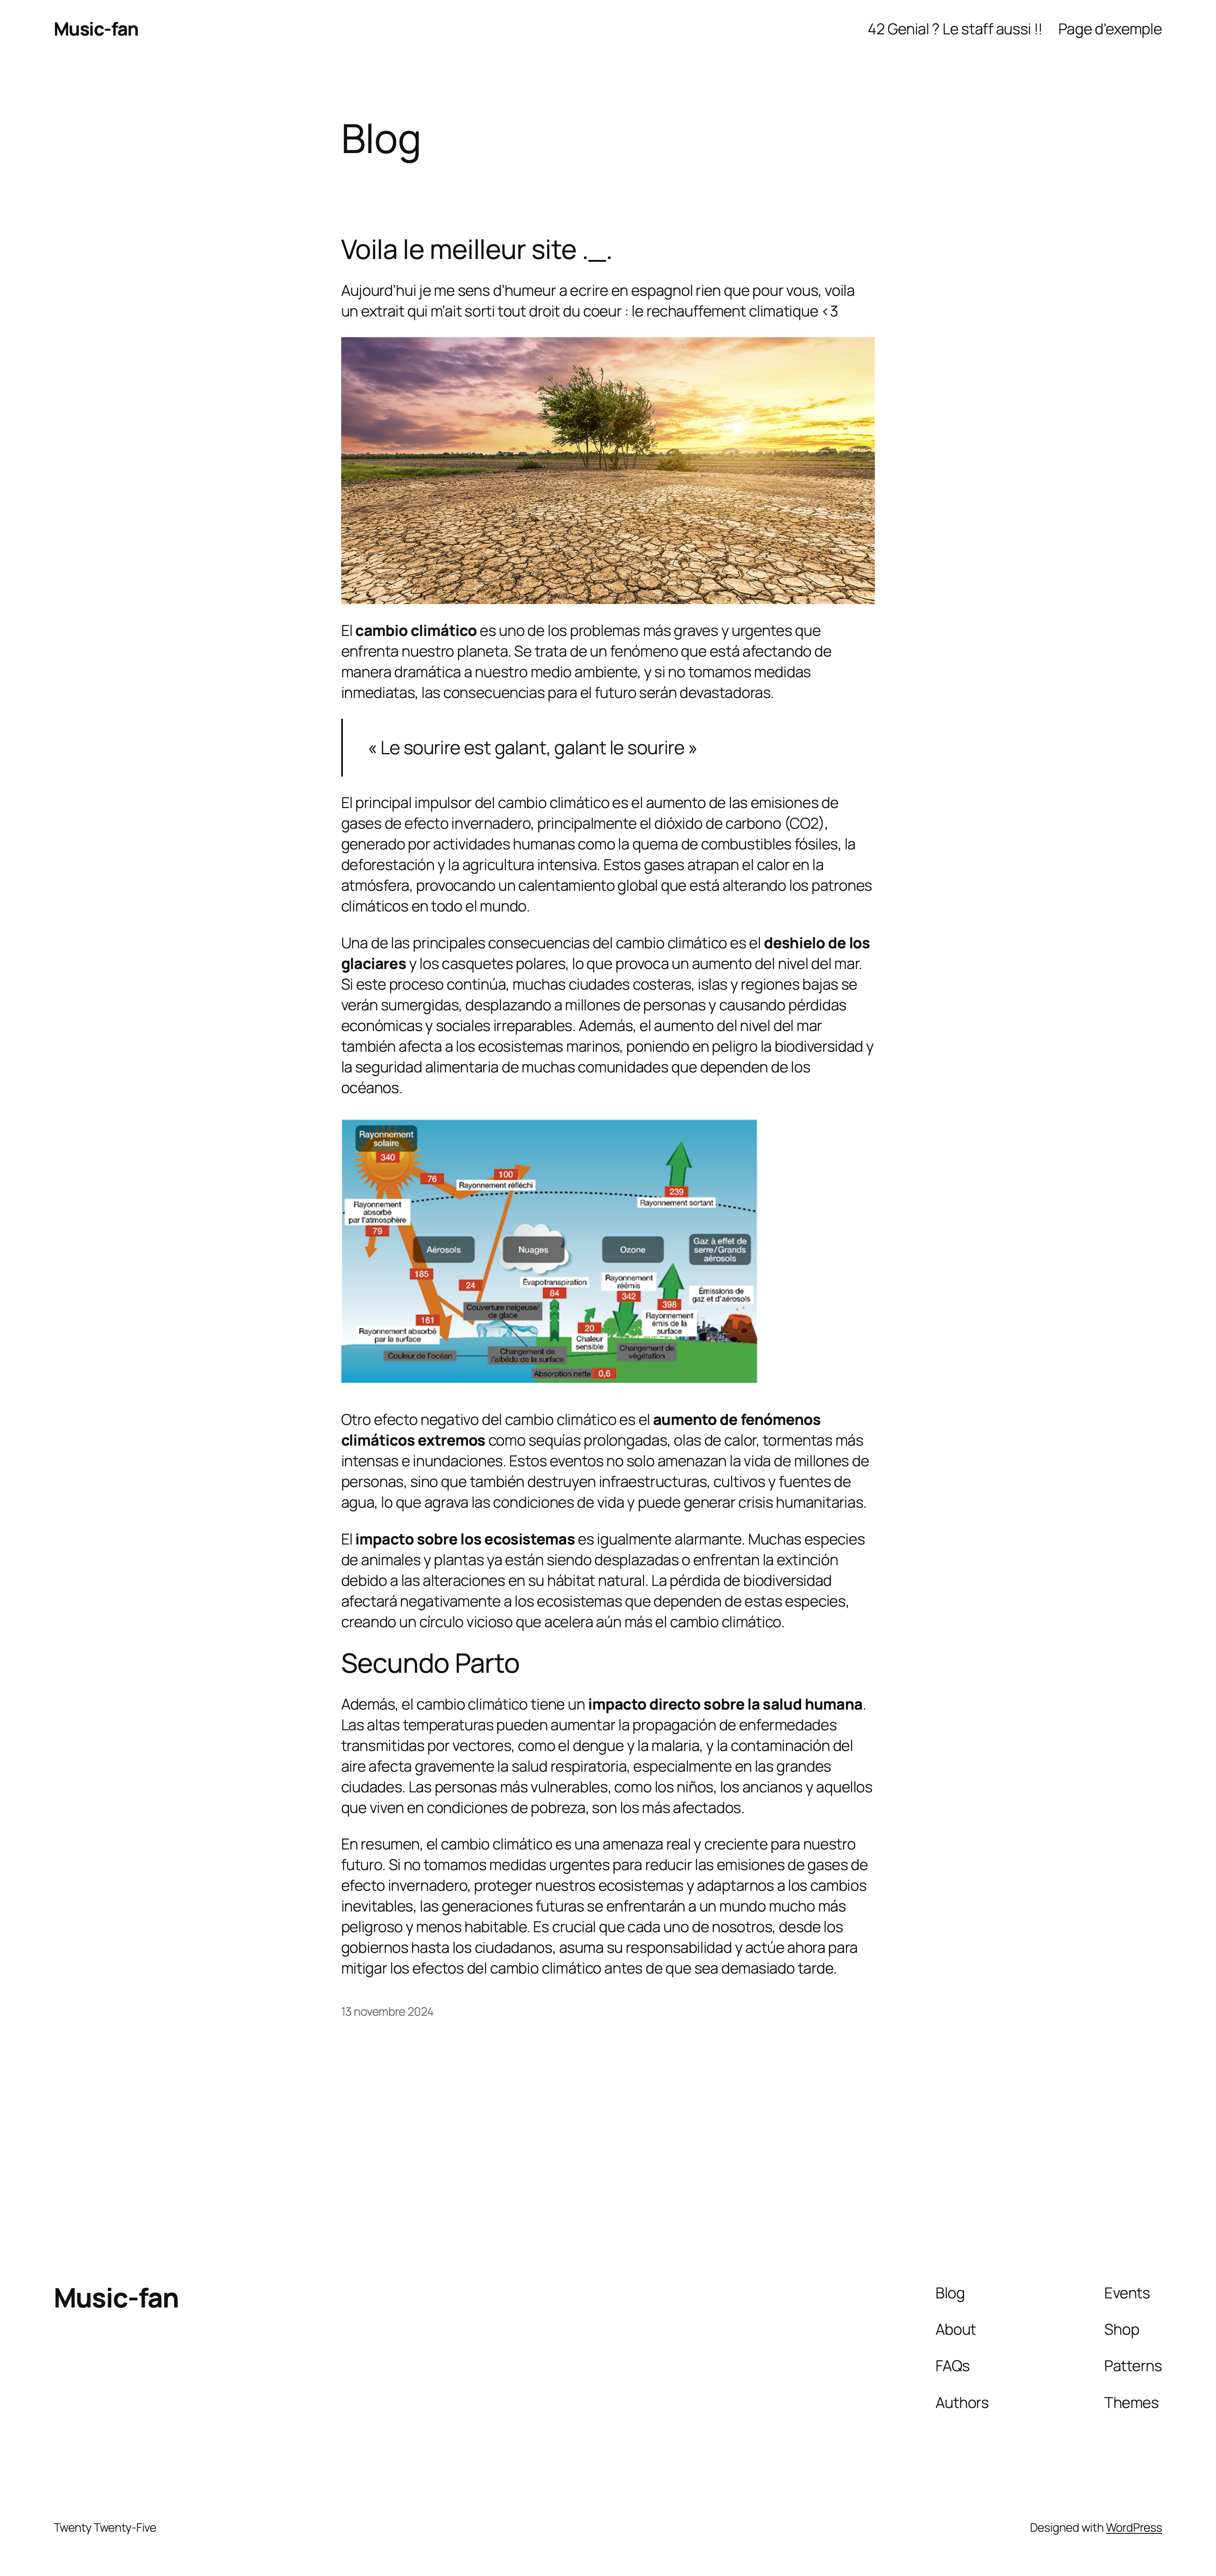 Music-fan
42 Genial ? Le staff aussi !!
Page d'exemple
Blog
Voila le meilleur site ._.
Aujourd'hui je me sens d'humeur a ecrire en espagnol rien que pour vous, voila
un extrait qui m'ait sorti tout droit du coeur : le rechauffement climatique <3
El cambio climático es uno de los problemas más graves y urgentes que
enfrenta nuestro planeta. Se trata de un fenómeno que está afectando de
manera dramática a nuestro medio ambiente, y si no tomamos medidas
inmediatas, las consecuencias para el futuro serán devastadoras.
« Le sourire est galant, galant le sourire »
El principal impulsor del cambio climático es el aumento de las emisiones de
gases de efecto invernadero, principalmente el dióxido de carbono (CO2),
generado por actividades humanas como la quema de combustibles fósiles, la
deforestación y la agricultura intensiva. Estos gases atrapan el calor en la
atmósfera, provocando un calentamiento global que está alterando los patrones
climáticos en todo el mundo.
Una de las principales consecuencias del cambio climático es el deshielo de los
glaciares y los casquetes polares, lo que provoca un aumento del nivel del mar.
Si este proceso continúa, muchas ciudades costeras, islas y regiones bajas se
verán sumergidas, desplazando a millones de personas y causando pérdidas
económicas y sociales irreparables. Además, el aumento del nivel del mar
también afecta a los ecosistemas marinos, poniendo en peligro la biodiversidad y
la seguridad alimentaria de muchas comunidades que dependen de los
océanos.
Rayonnement
solaire
340
76
100
Rayonnement réfléchi
239
Rayonnement sortant
Rayonnement
absorbé
par l'atmosphère
79
Aérosols
Nuages
Ozone
Gaz à effet de
serre/Grands
aérosols
185
24
Évapotranspiration
84
Rayonnement
réémis
342
398
Émissions de
gaz et d'aérosols
Couverture neigeuse/
de glace
161
Rayonnement absorbé
par la surface
20
Chaleur
sensible
Rayonnement
émis de la
surface
Couleur de l'océan
Changement de
l'albédo de la surface
Changement de
végétation
Absorption nette 0,6
Otro efecto negativo del cambio climático es el aumento de fenómenos
climáticos extremos como sequías prolongadas, olas de calor, tormentas más
intensas e inundaciones. Estos eventos no solo amenazan la vida de millones de
personas, sino que también destruyen infraestructuras, cultivos y fuentes de
agua, lo que agrava las condiciones de vida y puede generar crisis humanitarias.
El impacto sobre los ecosistemas es igualmente alarmante. Muchas especies
de animales y plantas ya están siendo desplazadas o enfrentan la extinción
debido a las alteraciones en su hábitat natural. La pérdida de biodiversidad
afectará negativamente a los ecosistemas que dependen de estas especies,
creando un círculo vicioso que acelera aún más el cambio climático.
Secundo Parto
Además, el cambio climático tiene un impacto directo sobre la salud humana.
Las altas temperaturas pueden aumentar la propagación de enfermedades
transmitidas por vectores, como el dengue y la malaria, y la contaminación del
aire afecta gravemente la salud respiratoria, especialmente en las grandes
ciudades. Las personas más vulnerables, como los niños, los ancianos y aquellos
que viven en condiciones de pobreza, son los más afectados.
En resumen, el cambio climático es una amenaza real y creciente para nuestro
futuro. Si no tomamos medidas urgentes para reducir las emisiones de gases de
efecto invernadero, proteger nuestros ecosistemas y adaptarnos a los cambios
inevitables, las generaciones futuras se enfrentarán a un mundo mucho más
peligroso y menos habitable. Es crucial que cada uno de nosotros, desde los
gobiernos hasta los ciudadanos, asuma su responsabilidad y actúe ahora para
mitigar los efectos del cambio climático antes de que sea demasiado tarde.
13 novembre 2024
Music-fan
Blog
About
FAQs
Authors
Events
Shop
Patterns
Themes
Twenty Twenty-Five
Designed with WordPress